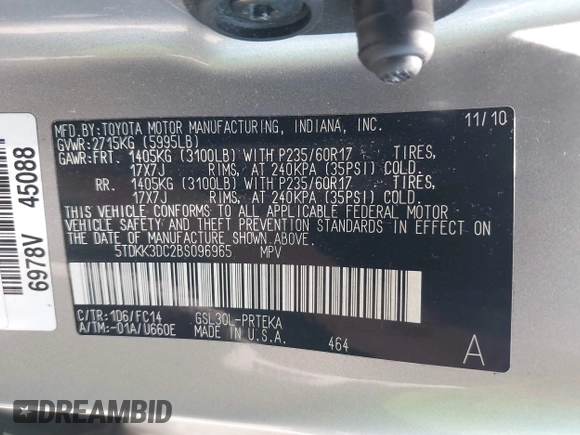 MFD.BY:TOYOTA MOTOR MANUFACTURING, INDIANA, INC. 11/10
GVWR:2715KG (5995LB)
GAWR:FRT. 1405KG (3100LB) WITH P235/60R17 TIRES,
17X7J RIMS, AT 240KPA (35PSI) COLD.
RR. 1405KG (3100LB) WITH P235/60R17 TIRES,
17X7J RIMS, AT 240KPA (35PSI) COLD.
THIS VEHICLE CONFORMS TO ALL APPLICABLE FEDERAL MOTOR
VEHICLE SAFETY AND THEFT PREVENTION STANDARDS IN EFFECT ON
THE DATE OF MANUFACTURE SHOWN ABOVE.
5TDKK3DC2BS096965 MPV
C/TR:1D6/FC14 GSL30L-PRTEKA
A/TM:-01A/U660E MADE IN U.S.A.
464 A
6978V 45088
DREAMBID